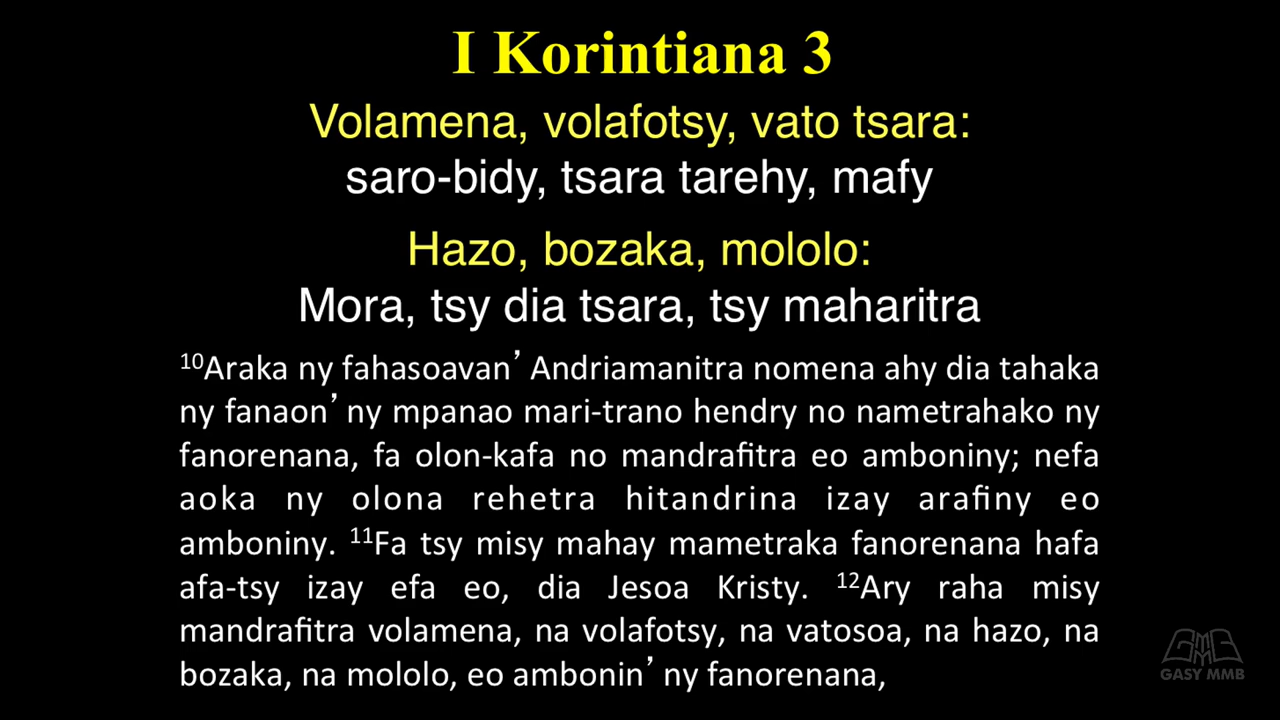 I Korintiana 3
Volamena, volafotsy, vato tsara:
saro-bidy, tsara tarehy, mafy
Hazo, bozaka, mololo:
Mora, tsy dia tsara, tsy maharitra
¹⁰Araka ny fahasoavan’ Andriamanitra nomena ahy dia tahaka
ny fanaon’ ny mpanao mari-trano hendry no nametrahako ny
fanorenana, fa olon-kafa no mandrafitra eo amboniny; nefa
aoka ny olona rehetra hitandrina izay arafiny eo
amboniny. ¹¹Fa tsy misy mahay mametraka fanorenana hafa
afa-tsy izay efa eo, dia Jesoa Kristy. ¹²Ary raha misy
mandrafitra volamena, na volafotsy, na vatosoa, na hazo, na
bozaka, na mololo, eo ambonin’ ny fanorenana,
GASY MMB